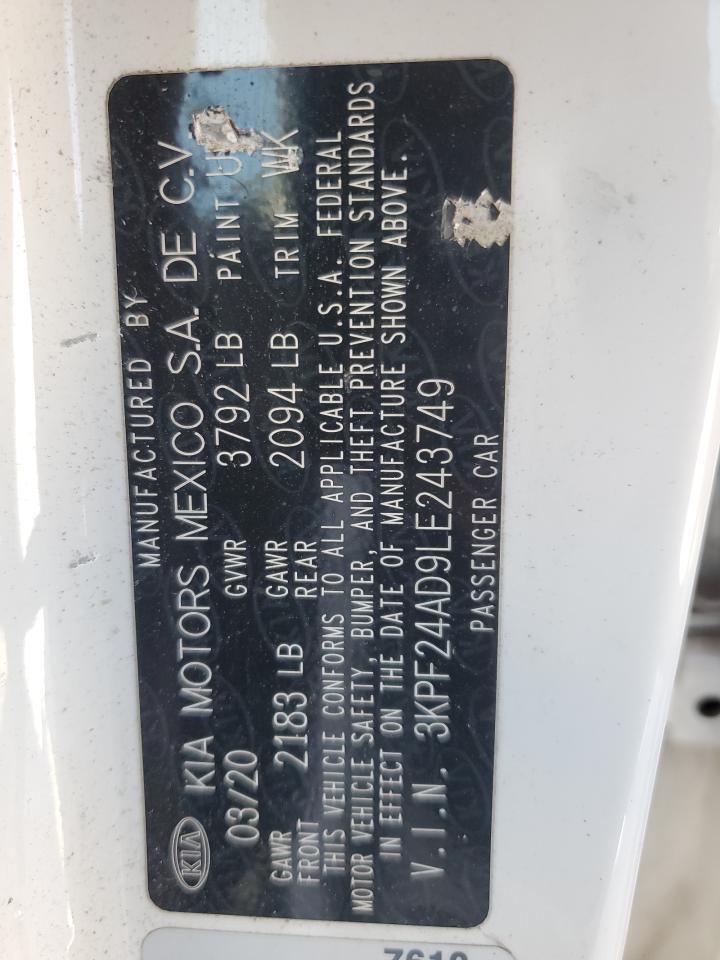 MANUFACTURED BY
KIA KIA MOTORS MEXICO S.A. DE C.V.
03/20 GVWR 3792 LB PAINT
GAWR FRONT 2183 LB GAWR REAR 2094 LB TRIM WK
THIS VEHICLE CONFORMS TO ALL APPLICABLE U.S.A. FEDERAL
MOTOR VEHICLE SAFETY, BUMPER, AND THEFT PREVENTION STANDARDS
IN EFFECT ON THE DATE OF MANUFACTURE SHOWN ABOVE.
V.I.N. 3KPF24AD9LE243749
PASSENGER CAR